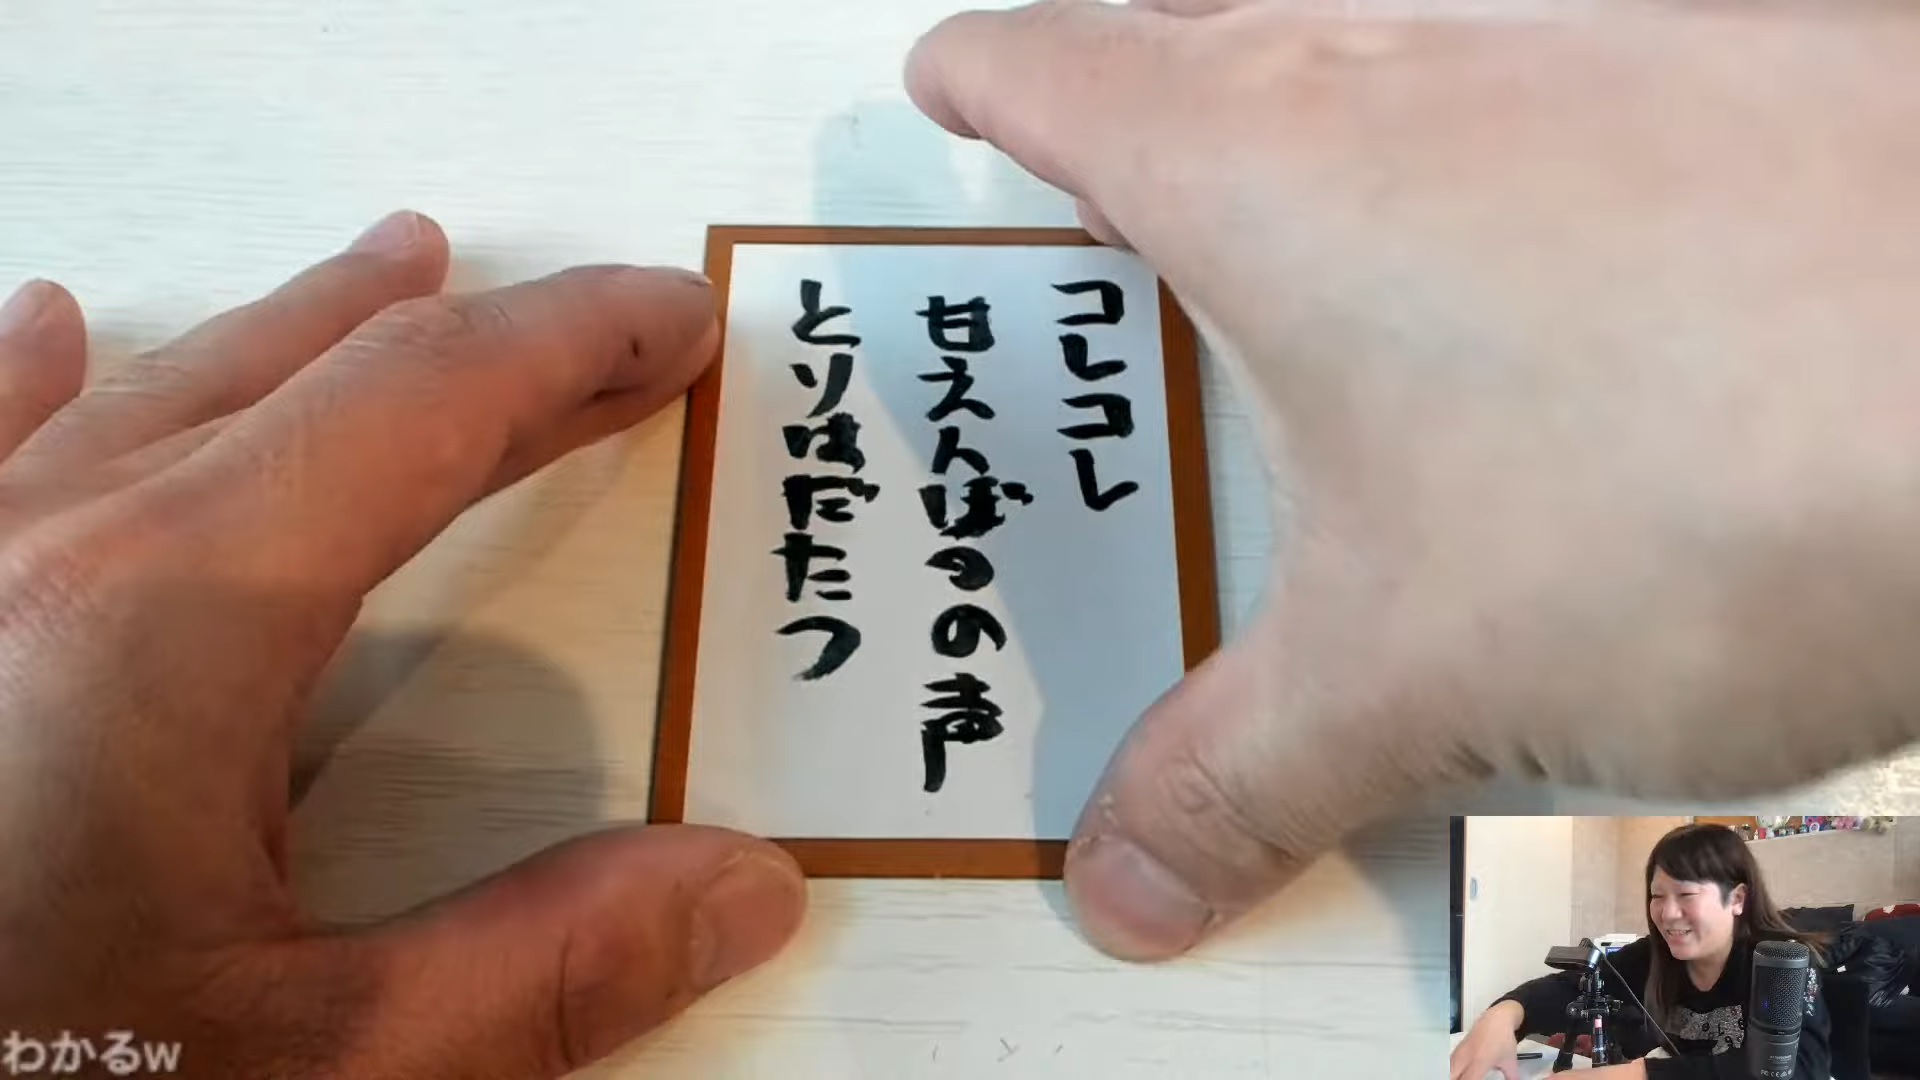 コレコレ
甘えんぼうの声
とりはだたつ
わかるw